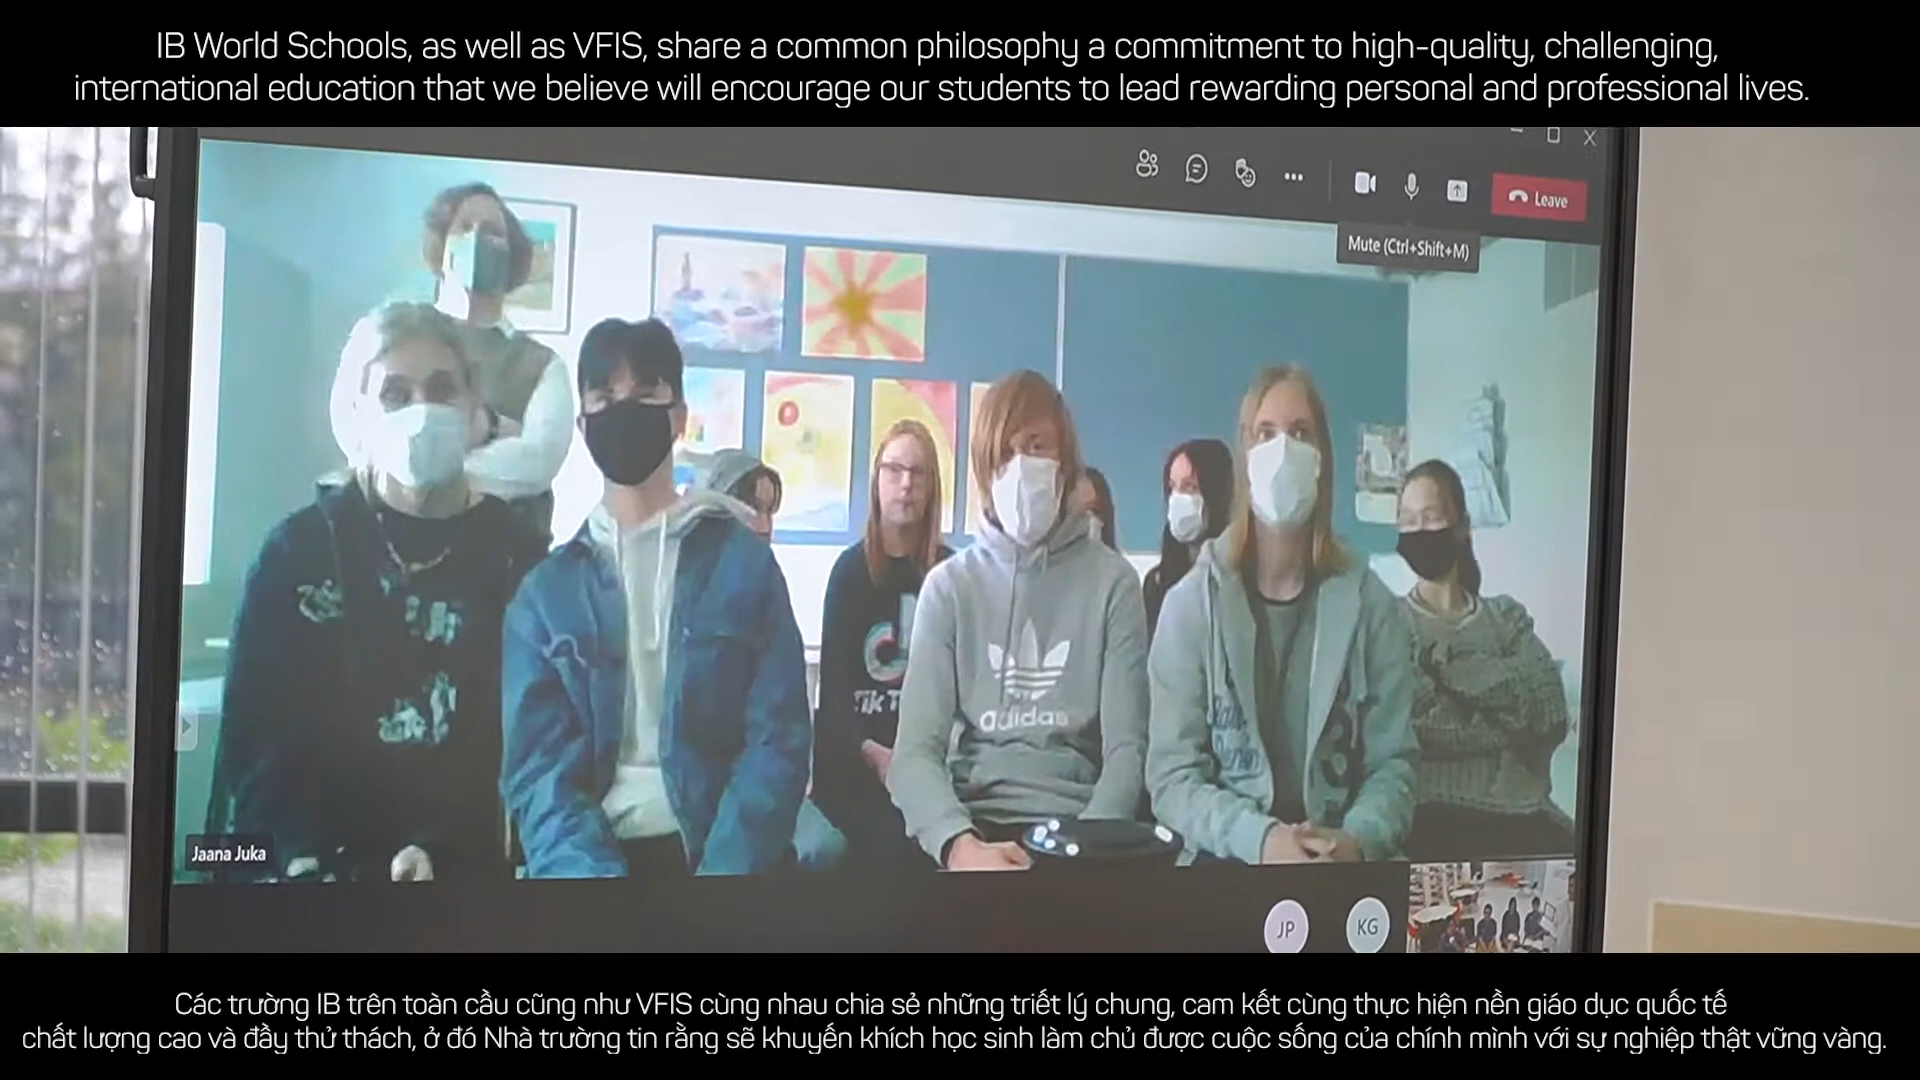 IB World Schools, as well as VFIS, share a common philosophy a commitment to high-quality, challenging,
international education that we believe will encourage our students to lead rewarding personal and professional lives.
Leave
Mute (Ctrl+Shift+M)
adidas
Jaana Juka
JP
KG
Các trường IB trên toàn cầu cũng như VFIS cùng nhau chia sẻ những triết lý chung, cam kết cùng thực hiện nền giáo dục quốc tế
chất lượng cao và đầy thử thách, ở đó Nhà trường tin rằng sẽ khuyến khích học sinh làm chủ được cuộc sống của chính mình với sự nghiệp thật vững vàng.